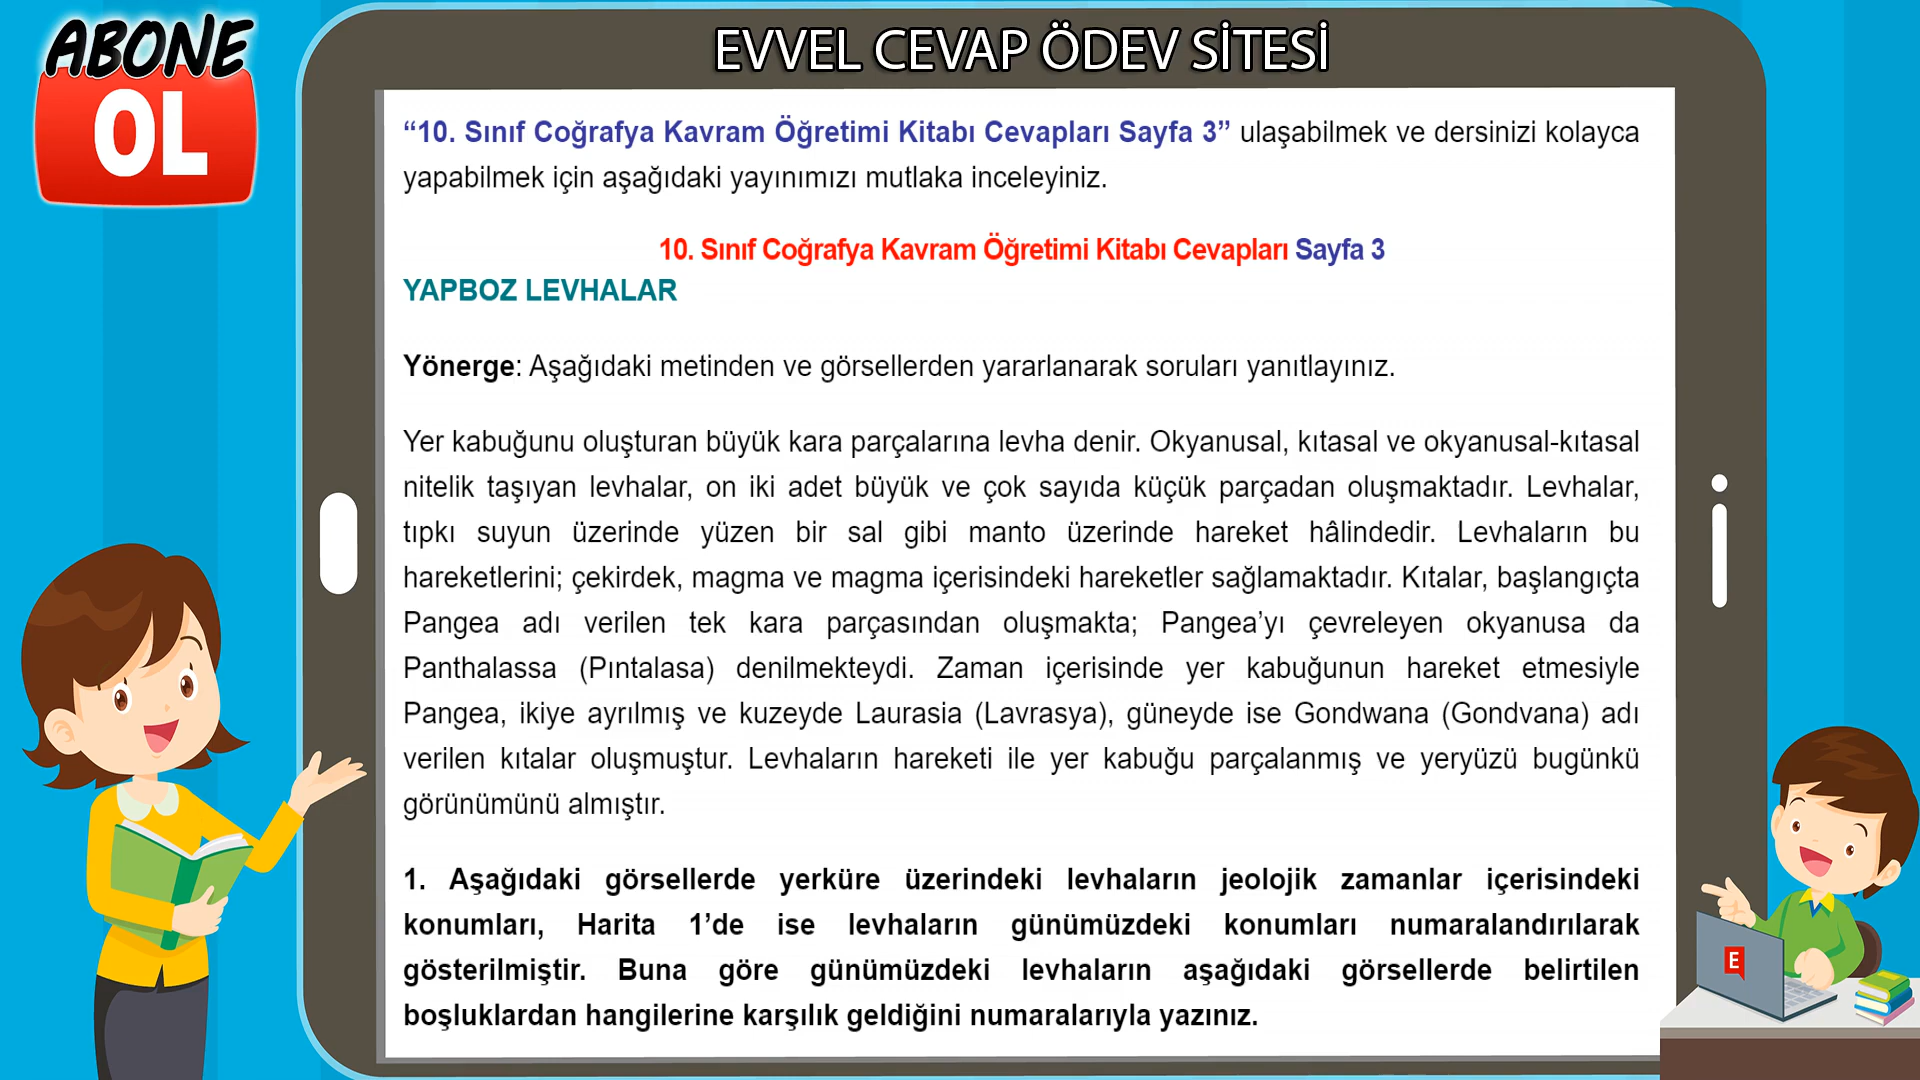 ABONE
OL
EVVEL CEVAP ÖDEV SİTESİ
“10. Sınıf Coğrafya Kavram Öğretimi Kitabı Cevapları Sayfa 3” ulaşabilmek ve dersinizi kolayca
yapabilmek için aşağıdaki yayınımızı mutlaka inceleyiniz.
10. Sınıf Coğrafya Kavram Öğretimi Kitabı Cevapları Sayfa 3
YAPBOZ LEVHALAR
Yönerge: Aşağıdaki metinden ve görsellerden yararlanarak soruları yanıtlayınız.
Yer kabuğunu oluşturan büyük kara parçalarına levha denir. Okyanusal, kıtasal ve okyanusal-kıtasal
nitelik taşıyan levhalar, on iki adet büyük ve çok sayıda küçük parçadan oluşmaktadır. Levhalar,
tıpkı suyun üzerinde yüzen bir sal gibi manto üzerinde hareket hâlindedir. Levhaların bu
hareketlerini; çekirdek, magma ve magma içerisindeki hareketler sağlamaktadır. Kıtalar, başlangıçta
Pangea adı verilen tek kara parçasından oluşmakta; Pangea’yı çevreleyen okyanusa da
Panthalassa (Pıntalasa) denilmekteydi. Zaman içerisinde yer kabuğunun hareket etmesiyle
Pangea, ikiye ayrılmış ve kuzeyde Laurasia (Lavrasya), güneyde ise Gondwana (Gondvana) adı
verilen kıtalar oluşmuştur. Levhaların hareketi ile yer kabuğu parçalanmış ve yeryüzü bugünkü
görünümünü almıştır.
1. Aşağıdaki görsellerde yerküre üzerindeki levhaların jeolojik zamanlar içerisindeki
konumları, Harita 1’de ise levhaların günümüzdeki konumları numaralandırılarak
gösterilmiştir. Buna göre günümüzdeki levhaların aşağıdaki görsellerde belirtilen
boşluklardan hangilerine karşılık geldiğini numaralarıyla yazınız.
E